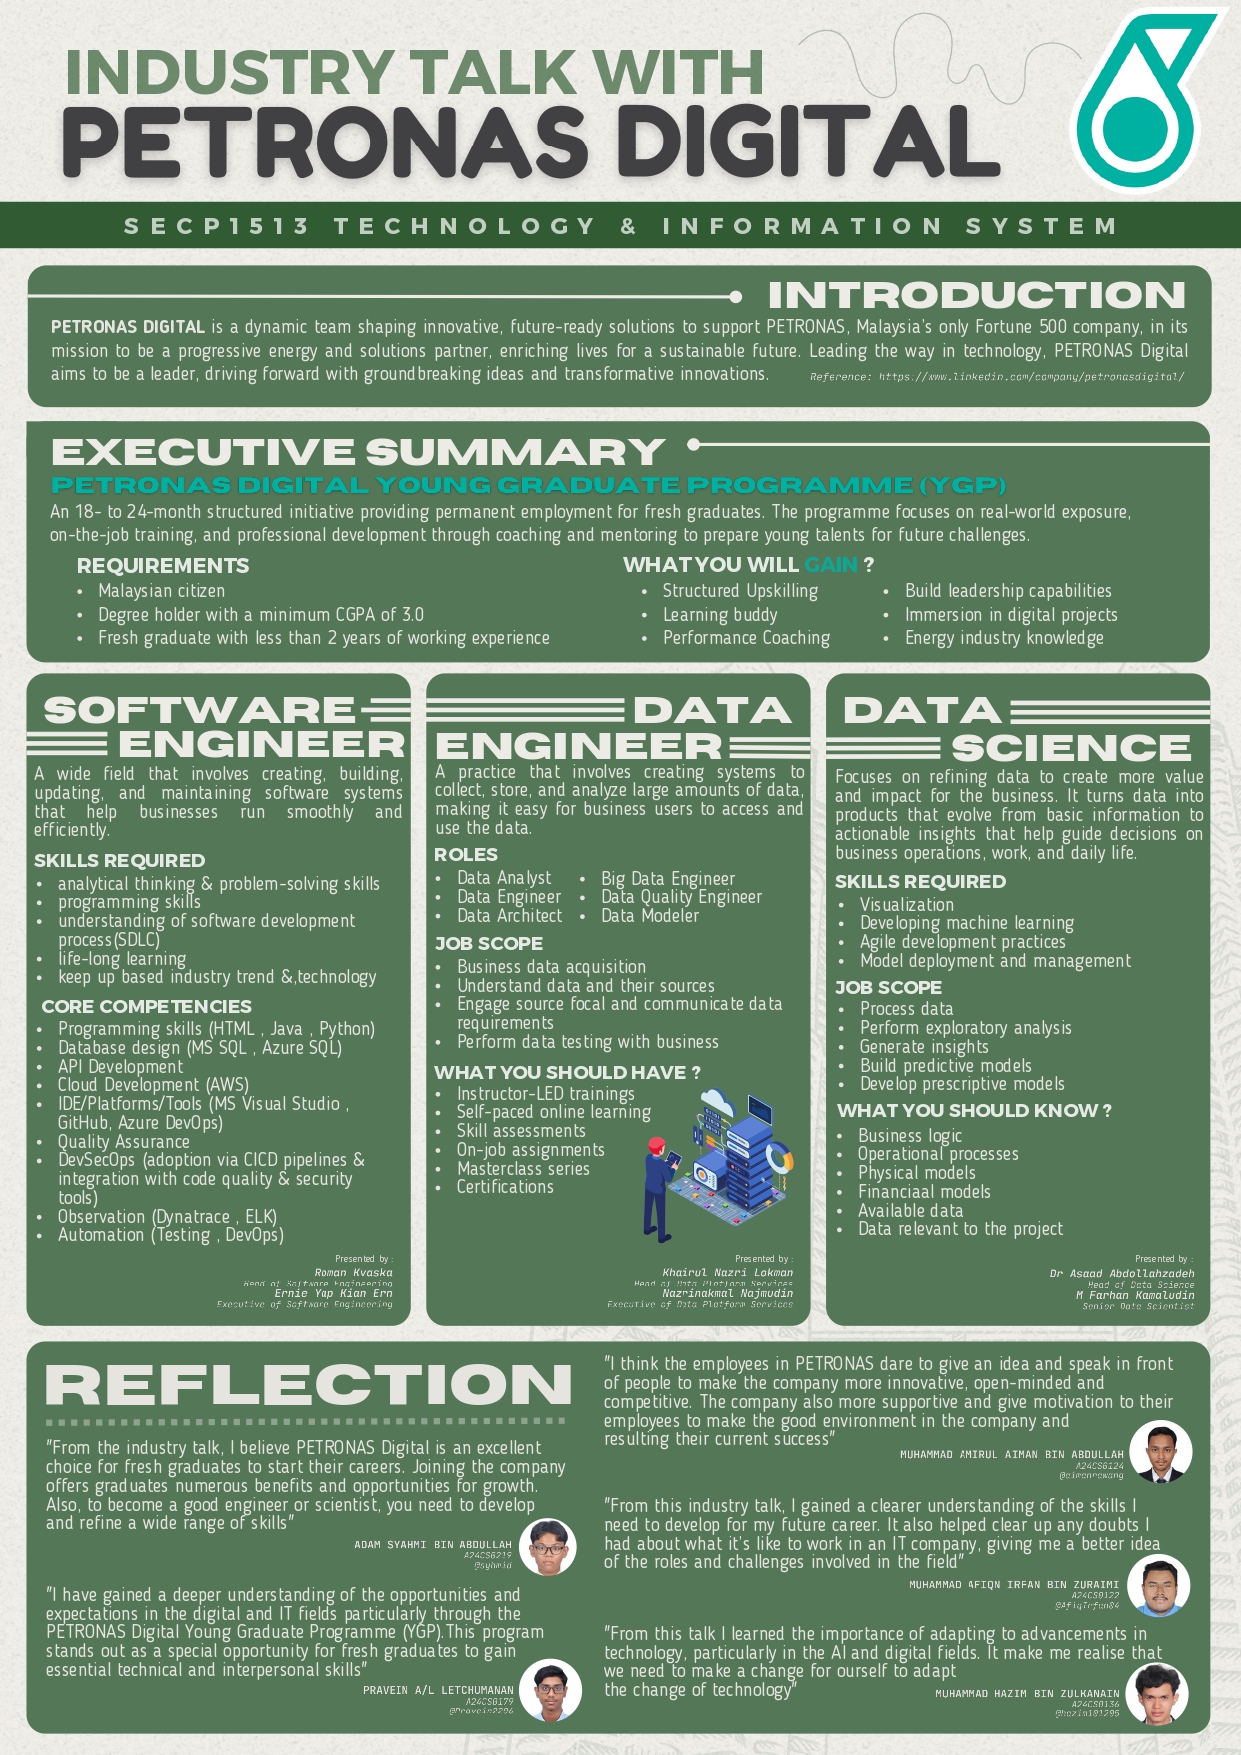 INDUSTRY TALK WITH
PETRONAS DIGITAL
SECP1513 TECHNOLOGY & INFORMATION SYSTEM
INTRODUCTION
PETRONAS DIGITAL is a dynamic team shaping innovative, future-ready solutions to support PETRONAS, Malaysia's only Fortune 500 company, in its
mission to be a progressive energy and solutions partner, enriching lives for a sustainable future. Leading the way in technology, PETRONAS Digital
aims to be a leader, driving forward with groundbreaking ideas and transformative innovations.
Reference: https://www.linkedin.com/company/petronasdigital/
EXECUTIVE SUMMARY
PETRONAS DIGITAL YOUNG GRADUATE PROGRAMME (YGP)
An 18- to 24-month structured initiative providing permanent employment for fresh graduates. The programme focuses on real-world exposure,
on-the-job training, and professional development through coaching and mentoring to prepare young talents for future challenges.
REQUIREMENTS
• Malaysian citizen
• Degree holder with a minimum CGPA of 3.0
• Fresh graduate with less than 2 years of working experience
WHAT YOU WILL GAIN ?
• Structured Upskilling
• Learning buddy
• Performance Coaching
• Build leadership capabilities
• Immersion in digital projects
• Energy industry knowledge
SOFTWARE
ENGINEER
A wide field that involves creating, building,
updating, and maintaining software systems
that help businesses run smoothly and
efficiently.
SKILLS REQUIRED
• analytical thinking & problem-solving skills
• programming skills
• understanding of software development
process(SDLC)
• life-long learning
• keep up based industry trend &,technology
CORE COMPETENCIES
• Programming skills (HTML , Java , Python)
• Database design (MS SQL , Azure SQL)
• API Development
• Cloud Development (AWS)
• IDE/Platforms/Tools (MS Visual Studio ,
GitHub, Azure DevOps)
• Quality Assurance
• DevSecOps (adoption via CICD pipelines &
integration with code quality & security
tools)
• Observation (Dynatrace , ELK)
• Automation (Testing , DevOps)
Presented by :
Roman Kvaska
Head of Software Engineering
Ernie Yap Kian Ern
Executive of Software Engineering
DATA
ENGINEER
A practice that involves creating systems to
collect, store, and analyze large amounts of data,
making it easy for business users to access and
use the data.
ROLES
• Data Analyst
• Data Engineer
• Data Architect
• Big Data Engineer
• Data Quality Engineer
• Data Modeler
JOB SCOPE
• Business data acquisition
• Understand data and their sources
• Engage source focal and communicate data
requirements
• Perform data testing with business
WHAT YOU SHOULD HAVE ?
• Instructor-LED trainings
• Self-paced online learning
• Skill assessments
• On-job assignments
• Masterclass series
• Certifications
Presented by :
Khairul Nazri Lokman
Head of Data Platform Services
Nazrinakmal Najmudin
Executive of Data Platform Services
DATA
SCIENCE
Focuses on refining data to create more value
and impact for the business. It turns data into
products that evolve from basic information to
actionable insights that help guide decisions on
business operations, work, and daily life.
SKILLS REQUIRED
• Visualization
• Developing machine learning
• Agile development practices
• Model deployment and management
JOB SCOPE
• Process data
• Perform exploratory analysis
• Generate insights
• Build predictive models
• Develop prescriptive models
WHAT YOU SHOULD KNOW ?
• Business logic
• Operational processes
• Physical models
• Financiaal models
• Available data
• Data relevant to the project
Presented by :
Dr Asaad Abdollahzadeh
Head of Data Science
M Farhan Kamaludin
Senior Data Scientist
REFLECTION
"From the industry talk, I believe PETRONAS Digital is an excellent
choice for fresh graduates to start their careers. Joining the company
offers graduates numerous benefits and opportunities for growth.
Also, to become a good engineer or scientist, you need to develop
and refine a wide range of skills"
ADAM SYAHMI BIN ABDULLAH
A24CS0219
@syhmid
"I have gained a deeper understanding of the opportunities and
expectations in the digital and IT fields particularly through the
PETRONAS Digital Young Graduate Programme (YGP).This program
stands out as a special opportunity for fresh graduates to gain
essential technical and interpersonal skills"
PRAVEIN A/L LETCHUMANAN
A24CS0179
@Pravein2206
"I think the employees in PETRONAS dare to give an idea and speak in front
of people to make the company more innovative, open-minded and
competitive. The company also more supportive and give motivation to their
employees to make the good environment in the company and
resulting their current success"
MUHAMMAD AMIRUL AIMAN BIN ABDULLAH
A24CS0124
@aimanrawang
"From this industry talk, I gained a clearer understanding of the skills I
need to develop for my future career. It also helped clear up any doubts I
had about what it's like to work in an IT company, giving me a better idea
of the roles and challenges involved in the field"
MUHAMMAD AFIQN IRFAN BIN ZURAIMI
A24CS0122
@AfiqIrfan04
"From this talk I learned the importance of adapting to advancements in
technology, particularly in the AI and digital fields. It make me realise that
we need to make a change for ourself to adapt
the change of technology"
MUHAMMAD HAZIM BIN ZULKANAIN
A24CS0136
@hazim101205